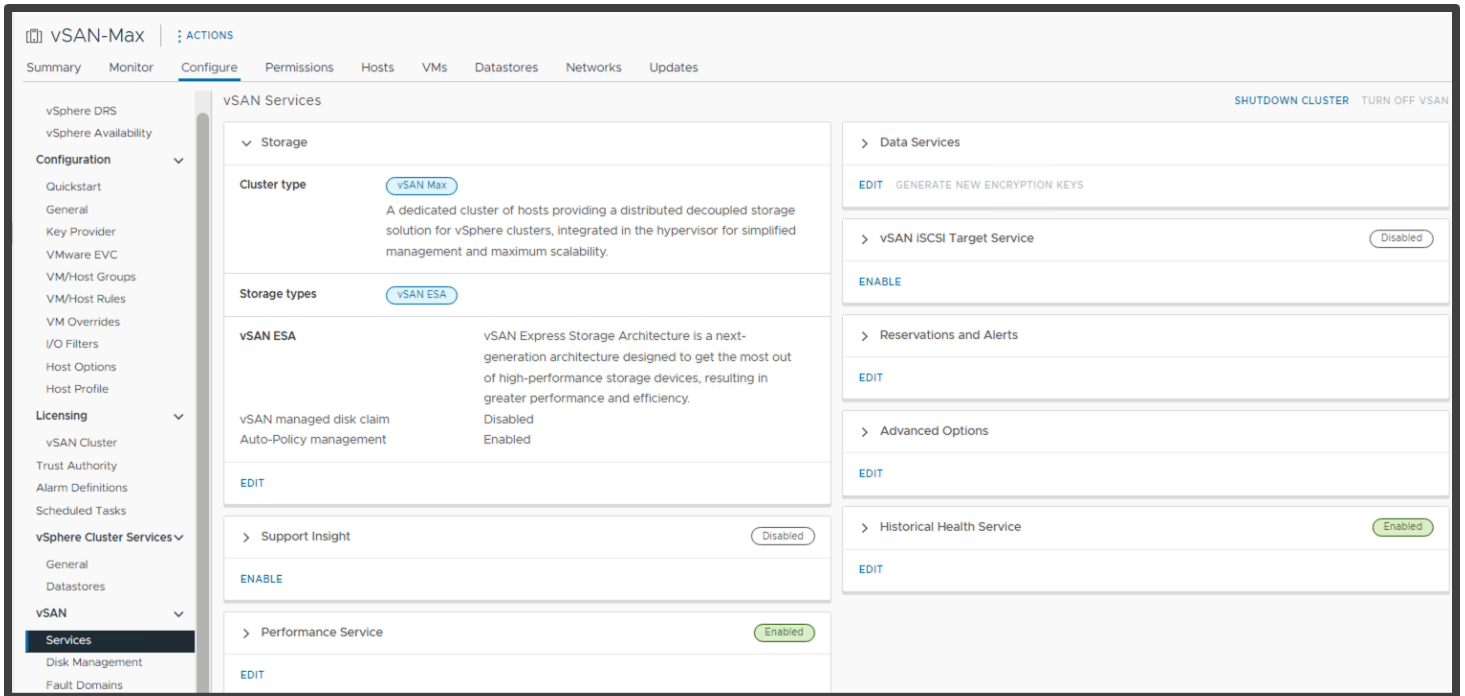 vSAN-Max
ACTIONS
Summary Monitor Configure Permissions Hosts VMs Datastores Networks Updates
vSphere DRS
vSphere Availability
Configuration
Quickstart
General
Key Provider
VMware EVC
VM/Host Groups
VM/Host Rules
VM Overrides
I/O Filters
Host Options
Host Profile
Licensing
vSAN Cluster
Trust Authority
Alarm Definitions
Scheduled Tasks
vSphere Cluster Services
General
Datastores
vSAN
Services
Disk Management
Fault Domains
vSAN Services
SHUTDOWN CLUSTER TURN OFF VSAN
Storage
Cluster type vSAN Max
A dedicated cluster of hosts providing a distributed decoupled storage
solution for vSphere clusters, integrated in the hypervisor for simplified
management and maximum scalability.
Storage types vSAN ESA
vSAN ESA vSAN Express Storage Architecture is a next-
generation architecture designed to get the most out
of high-performance storage devices, resulting in
greater performance and efficiency.
vSAN managed disk claim Disabled
Auto-Policy management Enabled
EDIT
Support Insight Disabled
ENABLE
Performance Service Enabled
EDIT
Data Services
EDIT GENERATE NEW ENCRYPTION KEYS
vSAN iSCSI Target Service Disabled
ENABLE
Reservations and Alerts
EDIT
Advanced Options
EDIT
Historical Health Service Enabled
EDIT